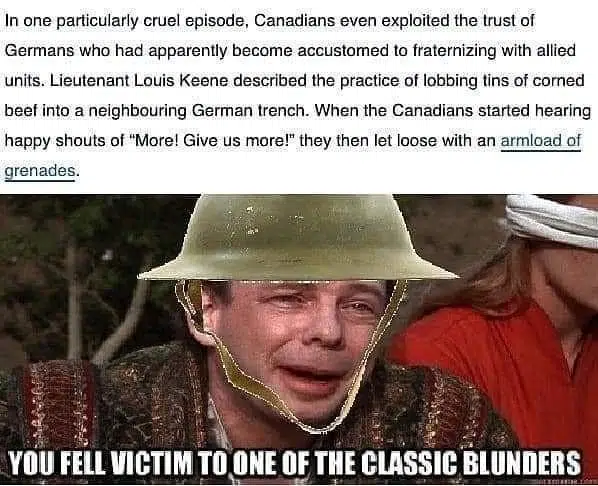 In one particularly cruel episode, Canadians even exploited the trust of
Germans who had apparently become accustomed to fraternizing with allied
units. Lieutenant Louis Keene described the practice of lobbing tins of corned
beef into a neighbouring German trench. When the Canadians started hearing
happy shouts of “More! Give us more!” they then let loose with an armload of
grenades.
YOU FELL VICTIM TO ONE OF THE CLASSIC BLUNDERS